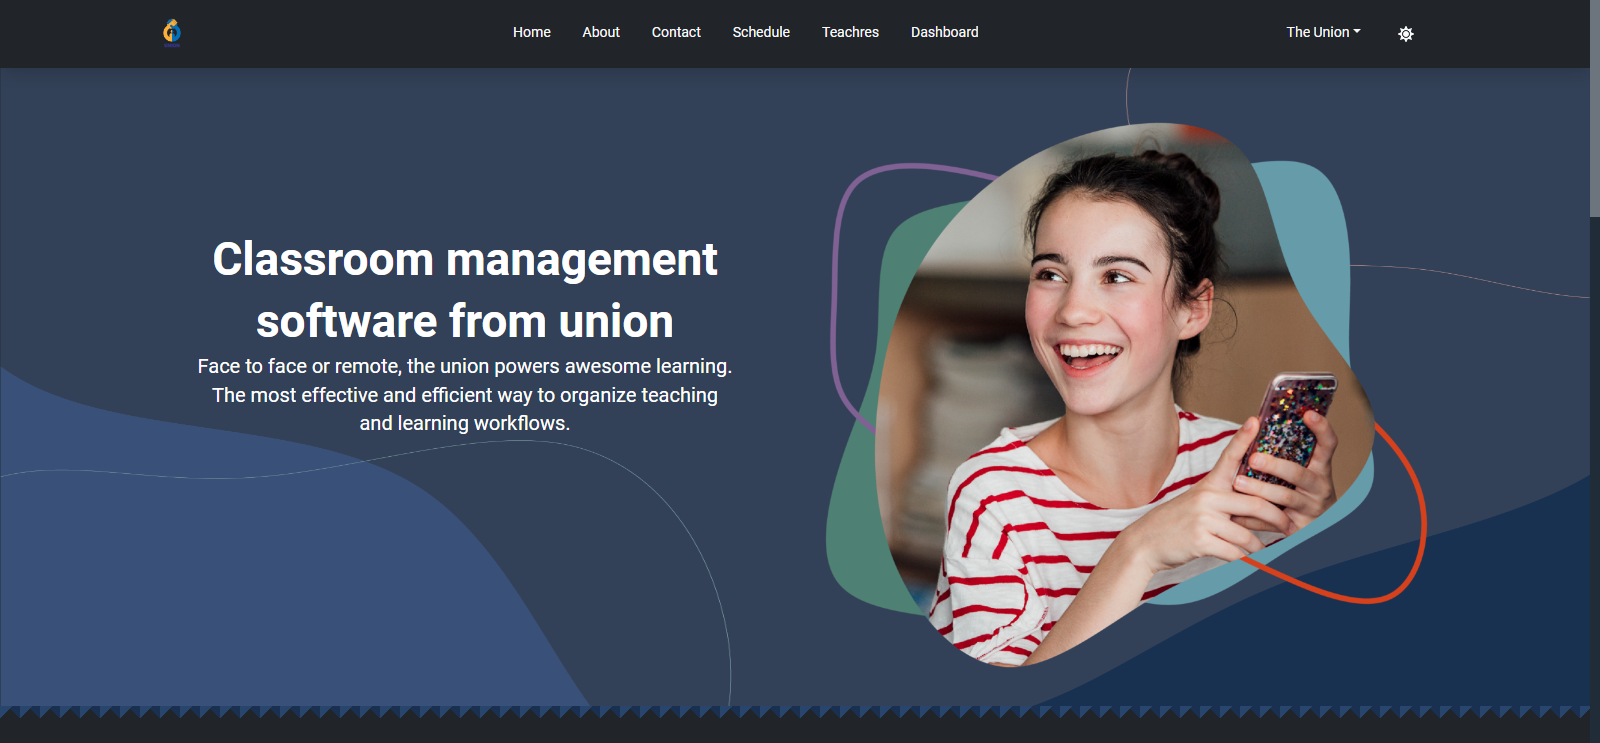 Home About Contact Schedule Teachres Dashboard The Union
Classroom management
software from union
Face to face or remote, the union powers awesome learning.
The most effective and efficient way to organize teaching
and learning workflows.